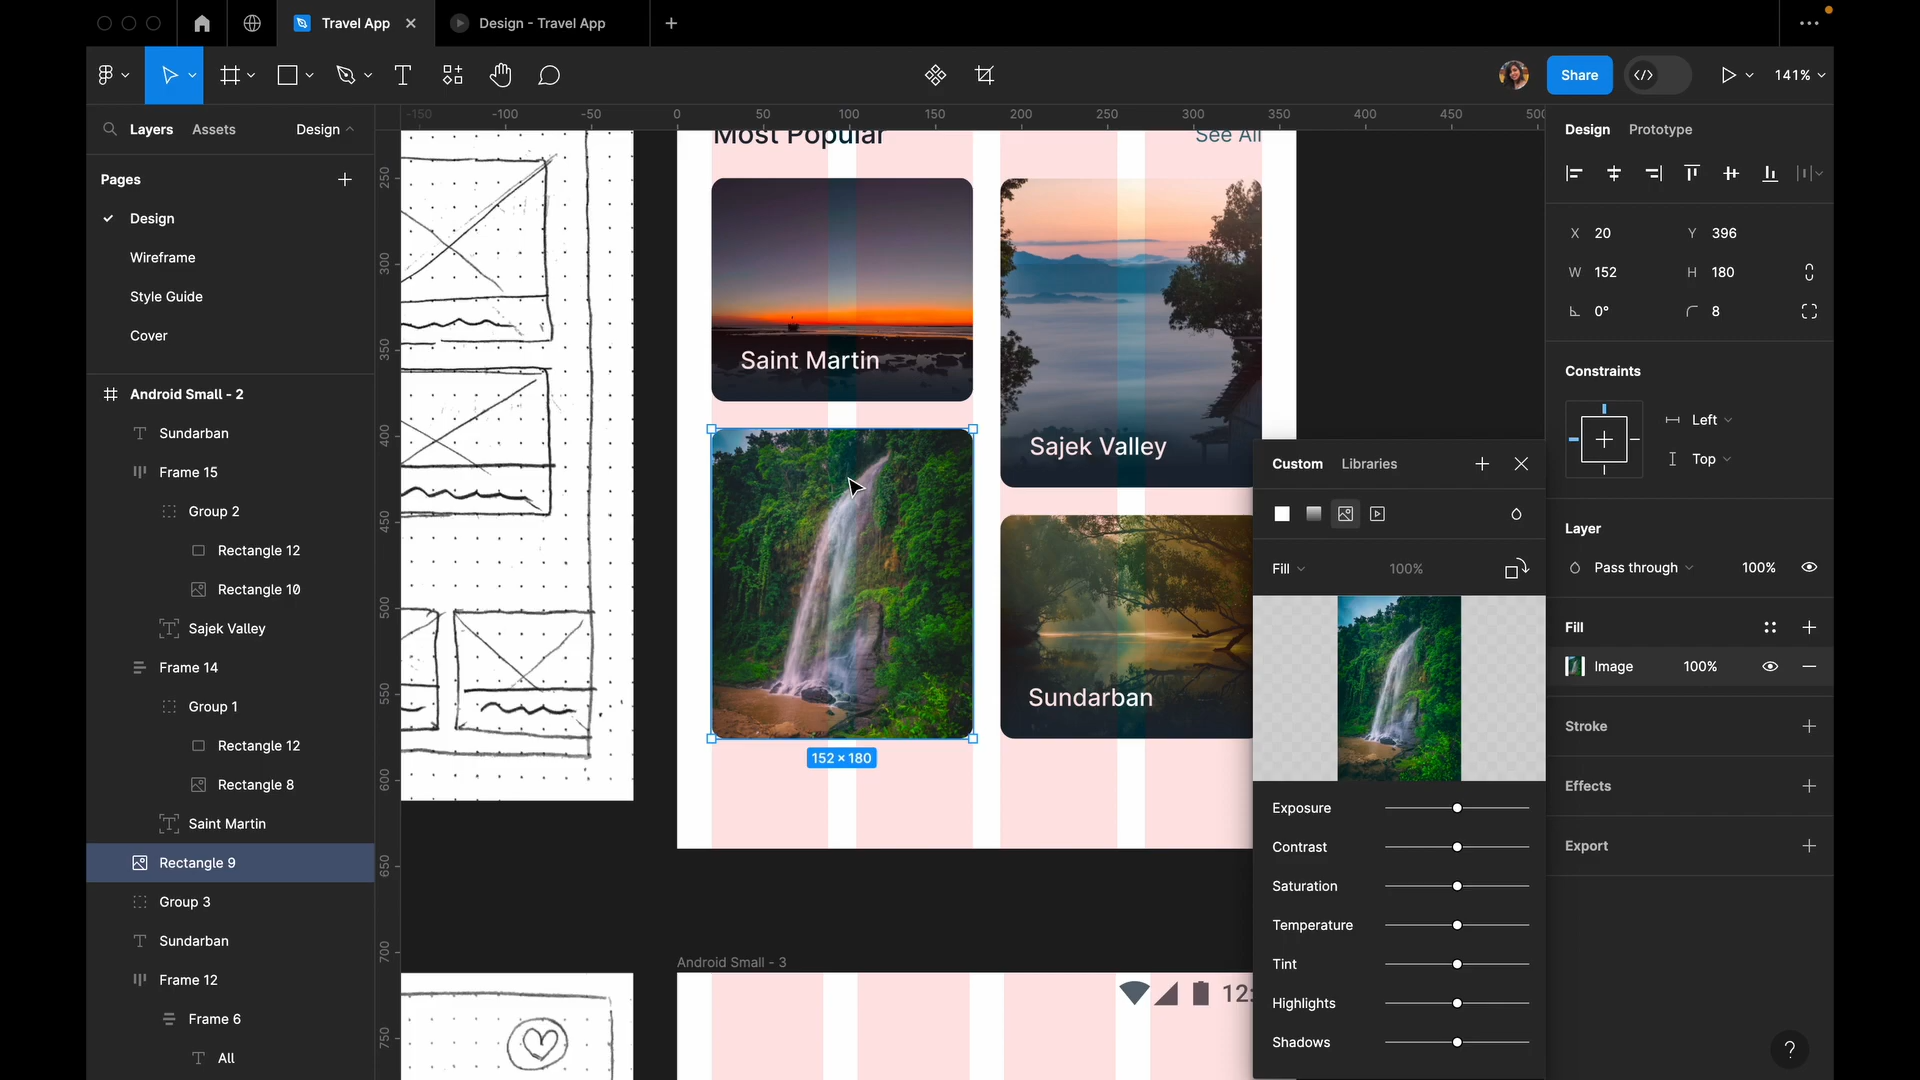 Travel App
Design - Travel App
Share
141%
Layers
Assets
Design
Pages
Design
Wireframe
Style Guide
Cover
Android Small - 2
Sundarban
Frame 15
Group 2
Rectangle 12
Rectangle 10
Sajek Valley
Frame 14
Group 1
Rectangle 12
Rectangle 8
Saint Martin
Rectangle 9
Group 3
Sundarban
Frame 12
Frame 6
All
-150 -100 -50 0 50 100 150 200 250 300 350 400 450 500
250
300
350
400
450
500
550
600
650
700
750
Most Popular
See All
Saint Martin
Sajek Valley
Sundarban
152 × 180
Android Small - 3
12:
Custom
Libraries
Fill
100%
Exposure
Contrast
Saturation
Temperature
Tint
Highlights
Shadows
Design
Prototype
X 20 Y 396
W 152 H 180
0° 8
Constraints
Left
Top
Layer
Pass through 100%
Fill
Image 100%
Stroke
Effects
Export
?